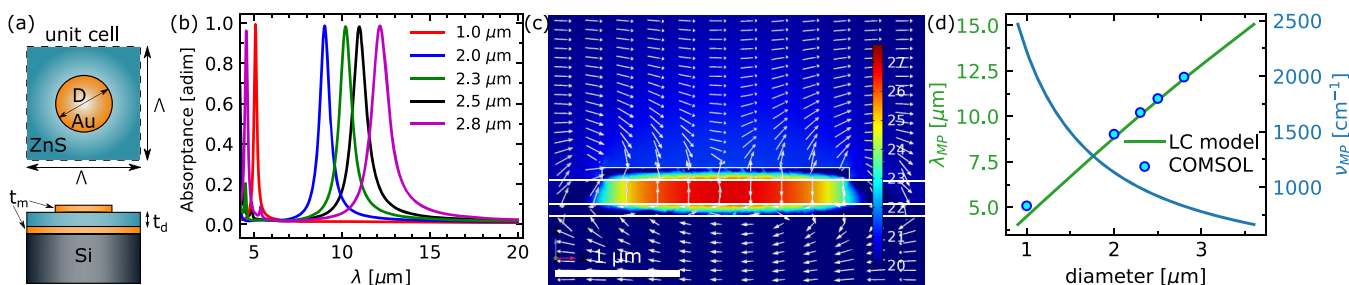 (a)
unit cell
D
Au
ZnS
Λ
Λ
t_m
t_d
Si
(b)
Absorptance [adim]
1.0
0.8
0.6
0.4
0.2
0.0
5
10
15
20
λ [μm]
1.0 μm
2.0 μm
2.3 μm
2.5 μm
2.8 μm
(c)
27
26
25
24
23
22
21
20
1 μm
(d)
λ_MP [μm]
15.0
12.5
10.0
7.5
5.0
1
2
3
diameter [μm]
LC model
COMSOL
2500
2000
1500
1000
ν_MP [cm⁻¹]